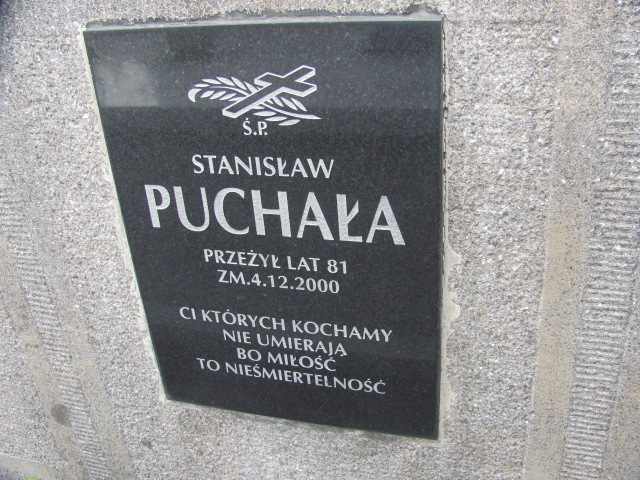 Ś.P.
STANISŁAW
PUCHAŁA
PRZEŻYŁ LAT 81
ZM.4.12.2000
CI KTÓRYCH KOCHAMY
NIE UMIERAJĄ
BO MIŁOŚĆ
TO NIEŚMIERTELNOŚĆ